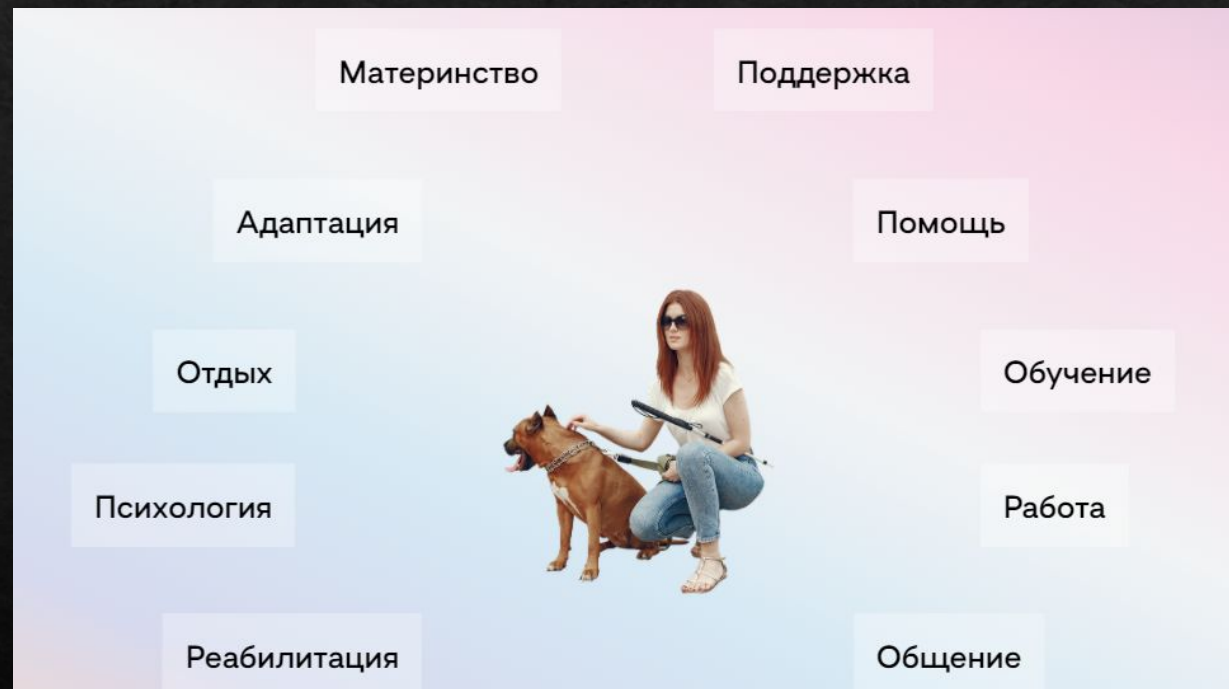 Материнство
Поддержка
Адаптация
Помощь
Отдых
Обучение
Психология
Работа
Реабилитация
Общение